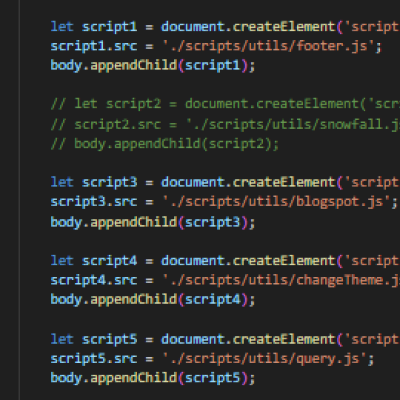 let script1 = document.createElement('script
script1.src = './scripts/utils/footer.js';
body.appendChild(script1);
// let script2 = document.createElement('scr
// script2.src = './scripts/utils/snowfall.j
// body.appendChild(script2);
let script3 = document.createElement('script
script3.src = './scripts/utils/blogspot.js';
body.appendChild(script3);
let script4 = document.createElement('script
script4.src = './scripts/utils/changeTheme.j
body.appendChild(script4);
let script5 = document.createElement('script
script5.src = './scripts/utils/query.js';
body.appendChild(script5);